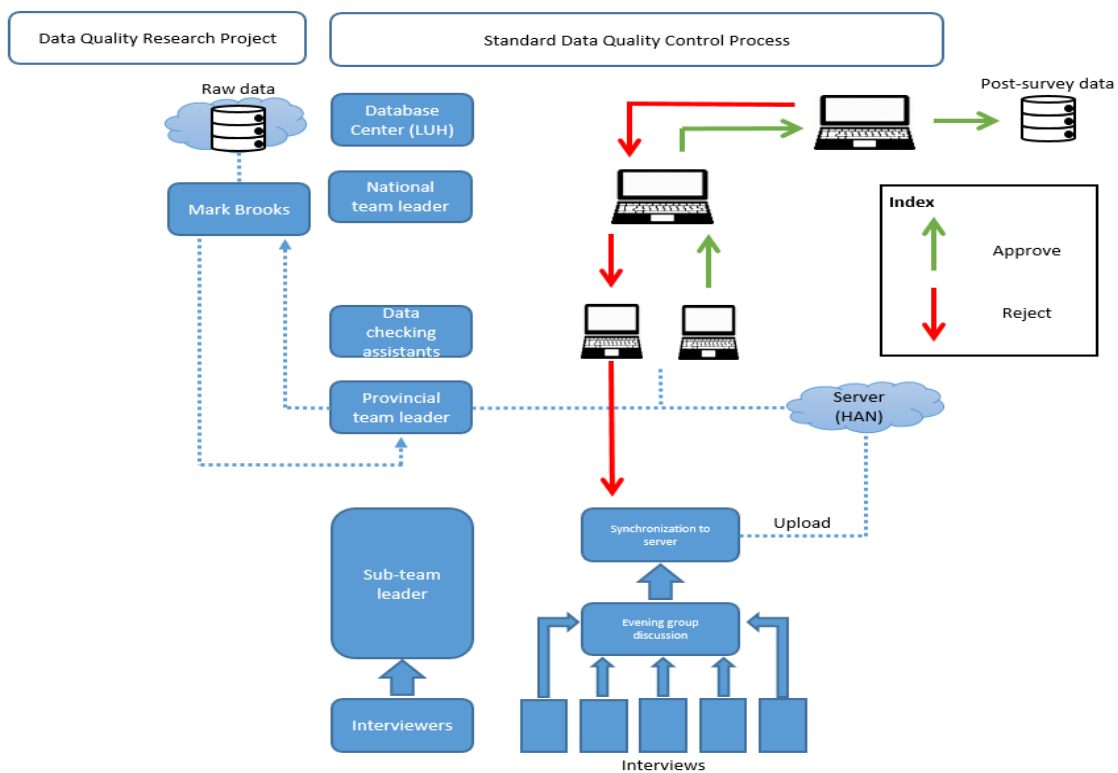 Data Quality Research Project
Standard Data Quality Control Process
Raw data
Post-survey data
Database
Center (LUH)
National
team leader
Mark Brooks
Index
Approve
Reject
Data
checking
assistants
Provincial
team leader
Server
(HAN)
Synchronization to
server
Upload
Sub-team
leader
Evening group
discussion
Interviewers
Interviews